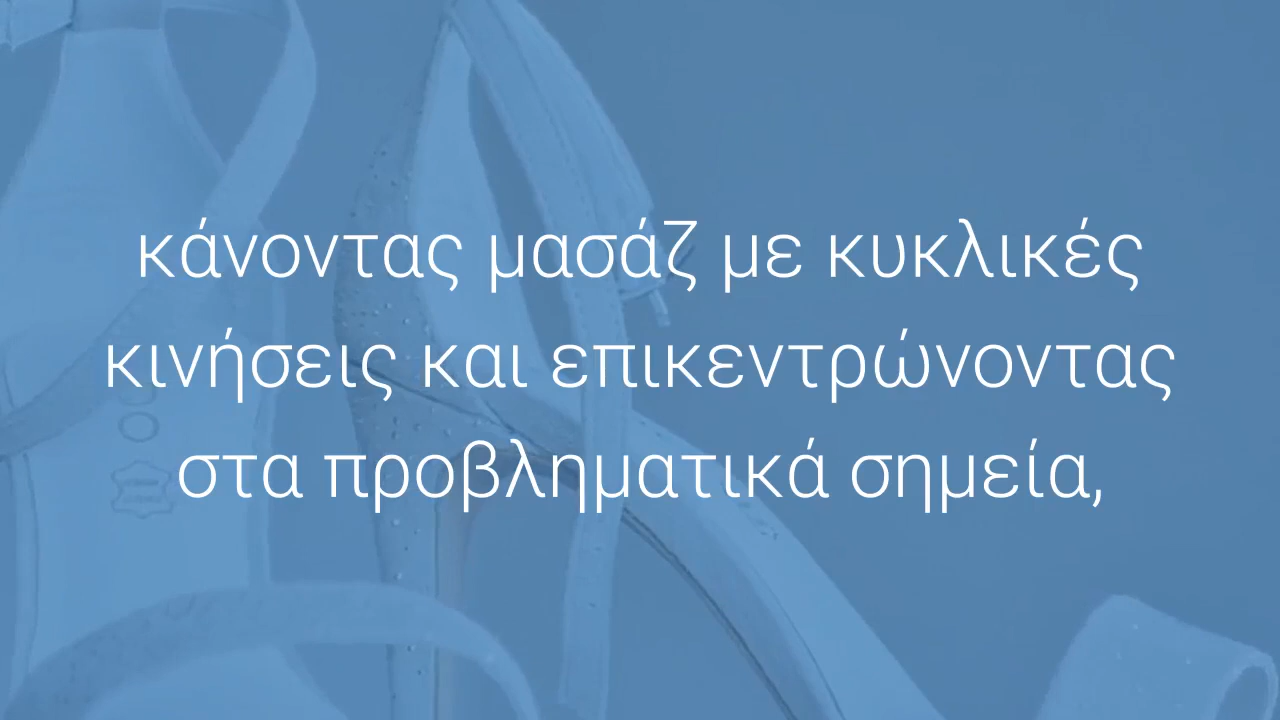 κάνοντας μασάζ με κυκλικές
κινήσεις και επικεντρώνοντας
στα προβληματικά σημεία,